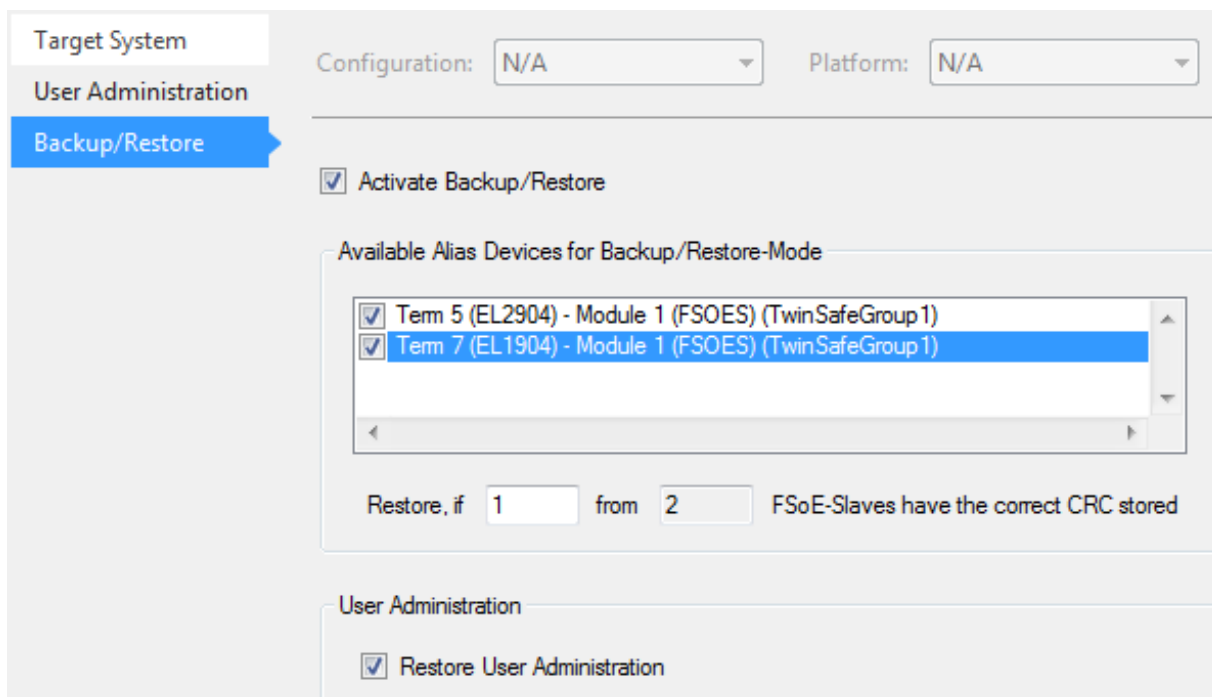 Target System
User Administration
Backup/Restore
Configuration: N/A Platform: N/A
Activate Backup/Restore
Available Alias Devices for Backup/Restore-Mode
Term 5 (EL2904) - Module 1 (FSOES) (TwinSafeGroup1)
Term 7 (EL1904) - Module 1 (FSOES) (TwinSafeGroup1)
Restore, if 1 from 2 FSoE-Slaves have the correct CRC stored
User Administration
Restore User Administration